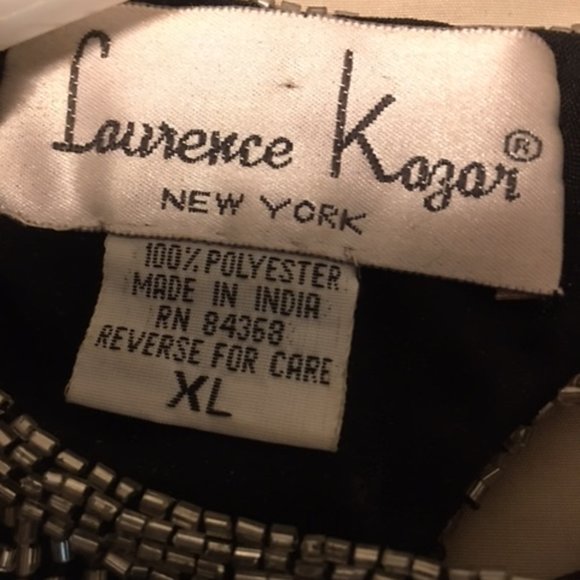 Laurence Kazar®
NEW YORK
100% POLYESTER
MADE IN INDIA
RN 84368
REVERSE FOR CARE
XL